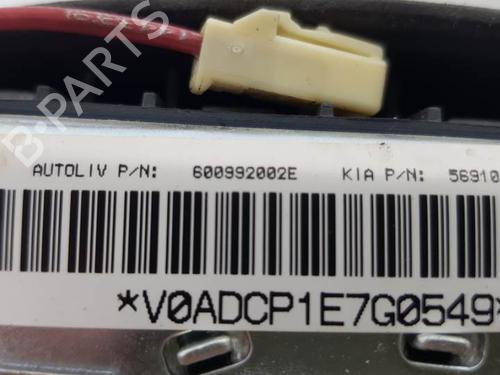 B-PARTS
AUTOLIV P/N: 600992002E KIA P/N: 56910
*V0ADCP1E7G0549*